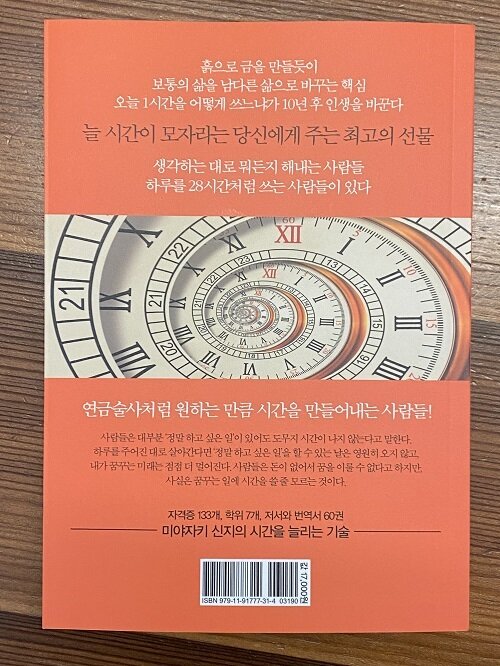 흙으로 금을 만들듯이
보통의 삶을 남다른 삶으로 바꾸는 핵심
오늘 1시간을 어떻게 쓰느냐가 10년 후 인생을 바꾼다
늘 시간이 모자라는 당신에게 주는 최고의 선물
생각하는 대로 뭐든지 해내는 사람들
하루를 28시간처럼 쓰는 사람들이 있다
연금술사처럼 원하는 만큼 시간을 만들어내는 사람들!
사람들은 대부분 '정말 하고 싶은 일'이 있어도 도무지 시간이 나지 않는다고 말한다.
하루를 주어진 대로 살아간다면 '정말 하고 싶은 일'을 할 수 있는 날은 영원히 오지 않고,
내가 꿈꾸는 미래는 점점 더 멀어진다. 사람들은 돈이 없어서 꿈을 이룰 수 없다고 하지만,
사실은 꿈꾸는 일에 시간을 쓸 줄 모르는 것이다.
자격증 133개, 학위 7개, 저서와 번역서 60권
미야자키 신지의 시간을 늘리는 기술
값 17,000원
ISBN 979-11-91777-31-4 03190